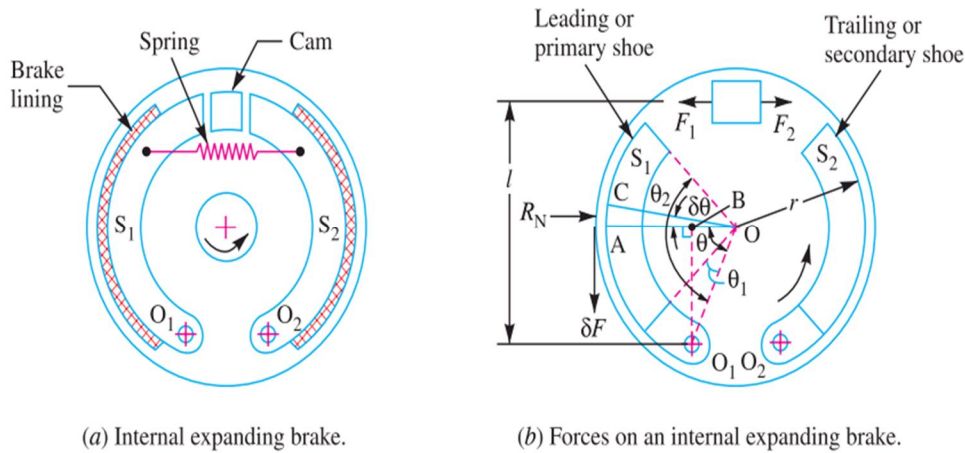 Spring
Cam
Brake
lining
S1
S2
O1
O2
(a) Internal expanding brake.
Leading or
primary shoe
Trailing or
secondary shoe
F1
F2
S1
S2
l
C
θ2
δθ
B
r
RN
A
θ
O
θ1
δF
O1 O2
(b) Forces on an internal expanding brake.